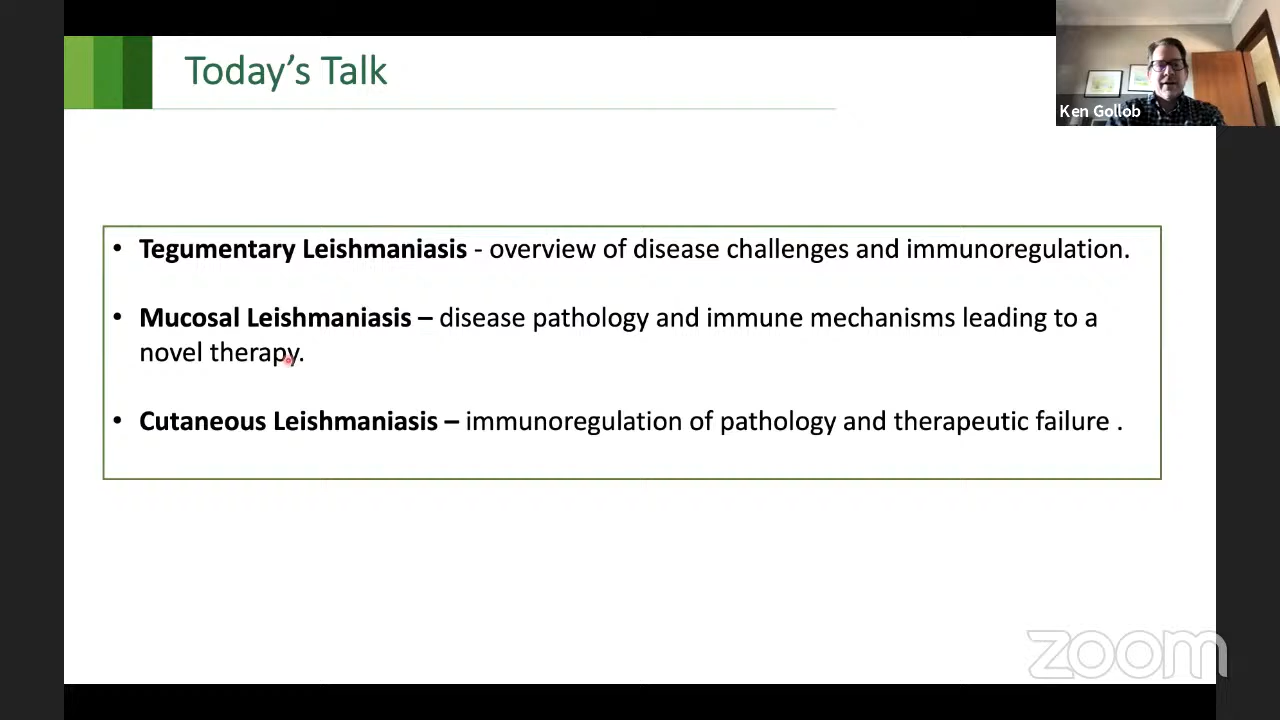 Today's Talk
Ken Gollob
• Tegumentary Leishmaniasis - overview of disease challenges and immunoregulation.
• Mucosal Leishmaniasis – disease pathology and immune mechanisms leading to a
novel therapy.
• Cutaneous Leishmaniasis – immunoregulation of pathology and therapeutic failure .
zoom